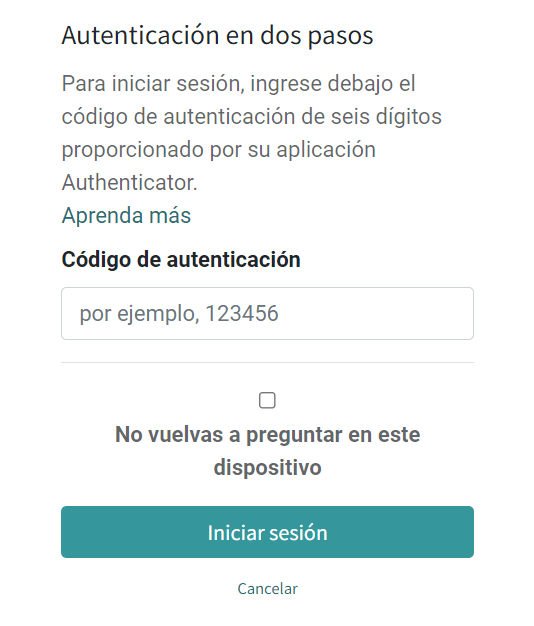 Autenticación en dos pasos
Para iniciar sesión, ingrese debajo el
código de autenticación de seis dígitos
proporcionado por su aplicación
Authenticator.
Aprenda más
Código de autenticación
por ejemplo, 123456
No vuelvas a preguntar en este
dispositivo
Iniciar sesión
Cancelar